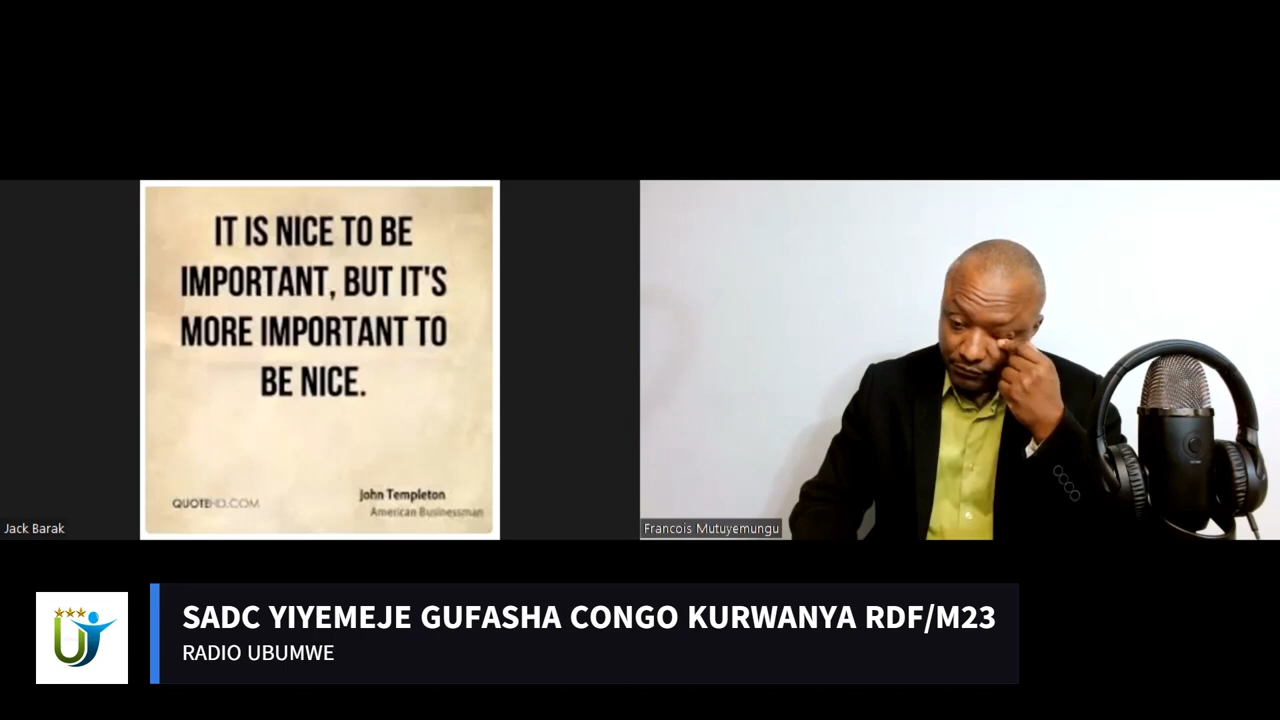 IT IS NICE TO BE
IMPORTANT, BUT IT'S
MORE IMPORTANT TO
BE NICE.
John Templeton
American Businessman
QUOTEHD.COM
Jack Barak
Francois Mutuyemungu
SADC YIYEMEJE GUFASHA CONGO KURWANYA RDF/M23
RADIO UBUMWE